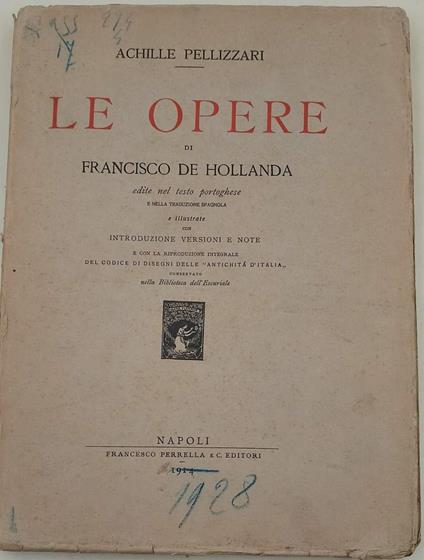 ACHILLE PELLIZZARI
LE OPERE
DI
FRANCISCO DE HOLLANDA
edite nel testo portoghese
E NELLA TRADUZIONE SPAGNOLA
e illustrate
CON
INTRODUZIONE VERSIONI E NOTE
E CON LA RIPRODUZIONE INTEGRALE
DEL CODICE DI DISEGNI DELLE "ANTICHITÁ D'ITALIA„
CONSERVATO
nella Biblioteca dell'Escuriale
NAPOLI
FRANCESCO PERRELLA E C. EDITORI
1914
1928